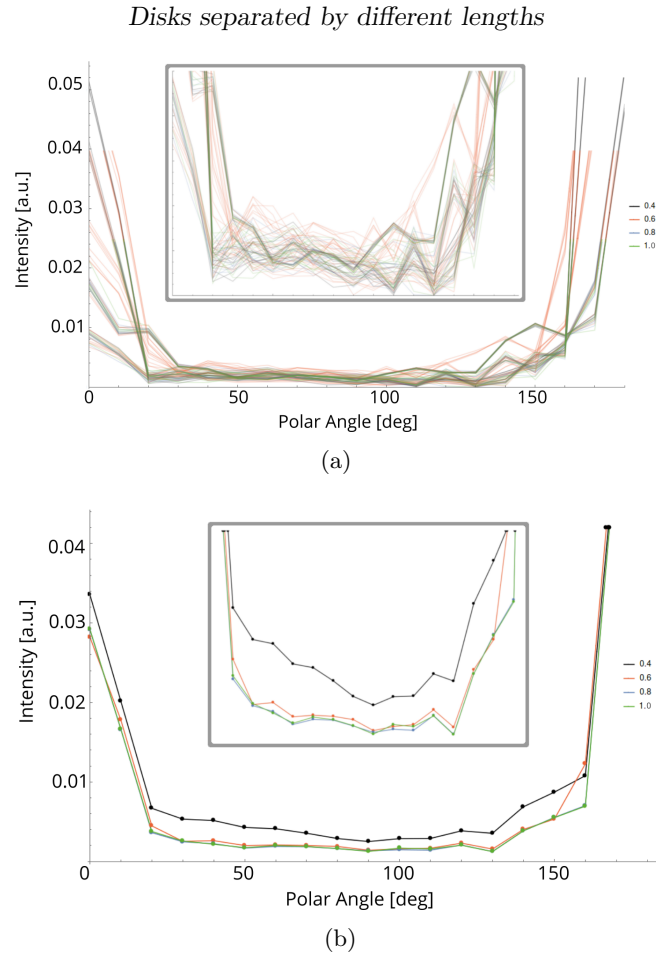 Disks separated by different lengths
0.05
0.04
0.03
0.02
0.01
Intensity [a.u.]
0.4
0.6
0.8
1.0
0 50 100 150
Polar Angle [deg]
(a)
0.04
0.03
0.02
0.01
Intensity [a.u.]
0.4
0.6
0.8
1.0
0 50 100 150
Polar Angle [deg]
(b)